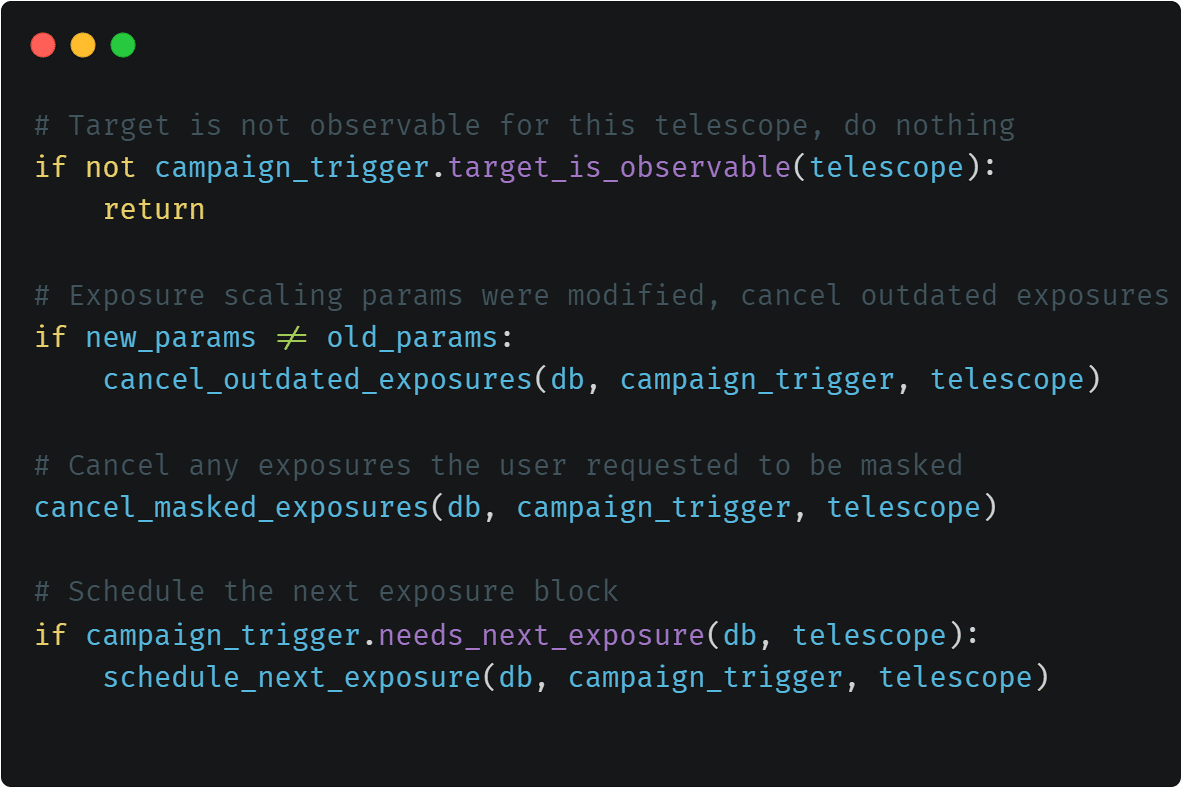 # Target is not observable for this telescope, do nothing
if not campaign_trigger.target_is_observable(telescope):
    return
# Exposure scaling params were modified, cancel outdated exposures
if new_params != old_params:
    cancel_outdated_exposures(db, campaign_trigger, telescope)
# Cancel any exposures the user requested to be masked
cancel_masked_exposures(db, campaign_trigger, telescope)
# Schedule the next exposure block
if campaign_trigger.needs_next_exposure(db, telescope):
    schedule_next_exposure(db, campaign_trigger, telescope)